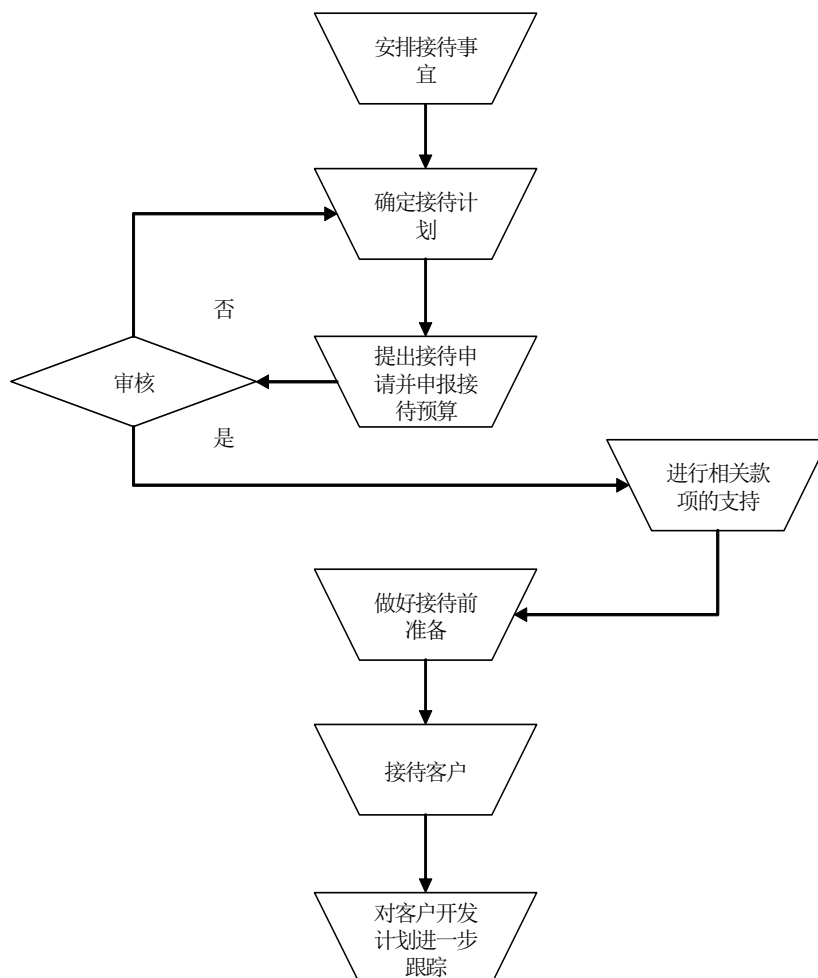 安排接待事
宜
确定接待计
划
否
提出接待申
请并申报接
待预算
审核
是
进行相关款
项的支持
做好接待前
准备
接待客户
对客户开发
计划进一步
跟踪